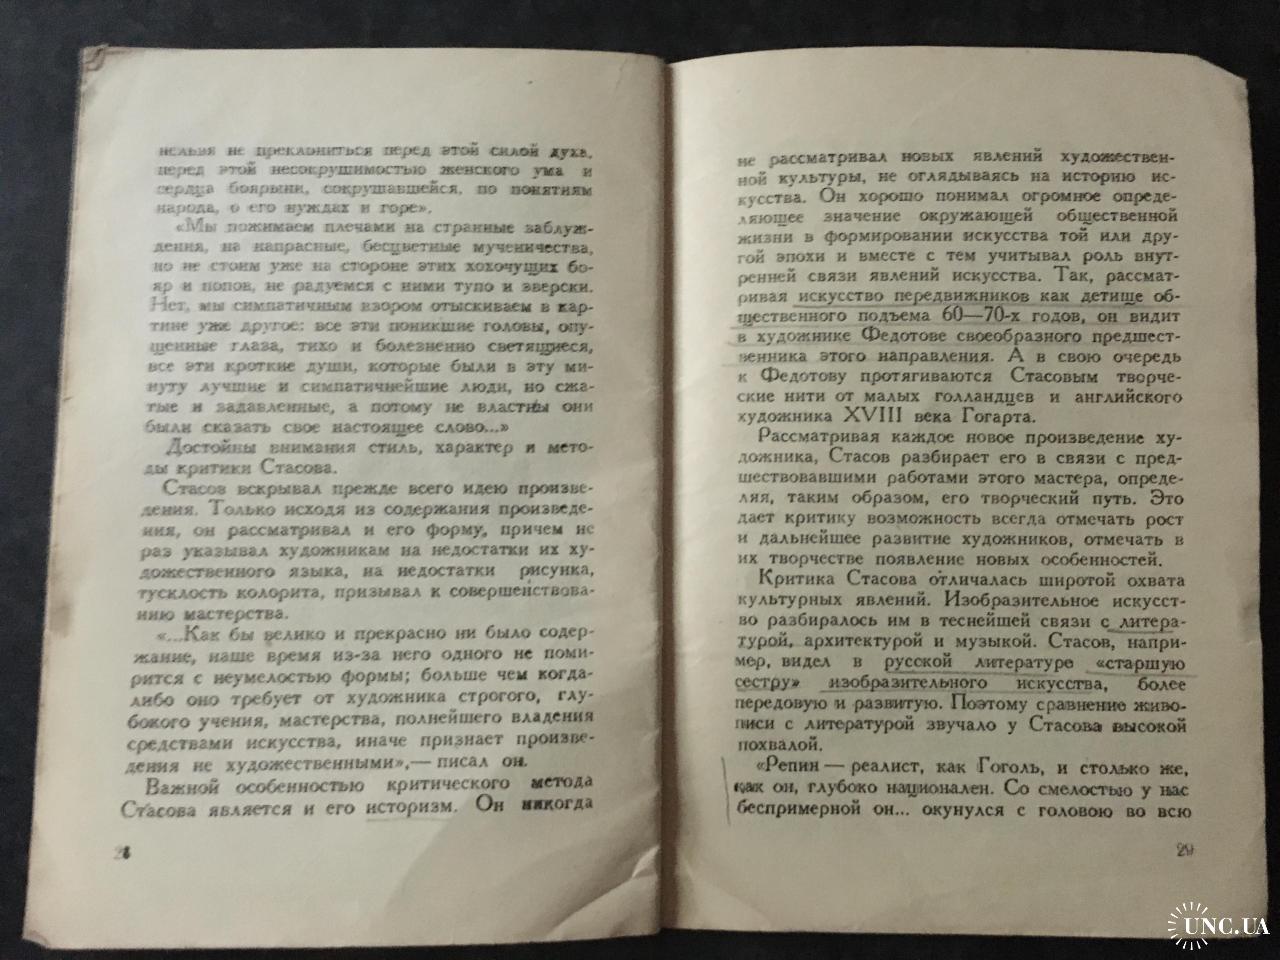 нельзя не преклониться перед этой силой духа,
перед этой несокрушимостью женского ума и
сердца боярыни, сокрушавшейся, по понятиям
народа, о его нуждах и горе».
«Мы пожимаем плечами на странные заблуж-
дения, на напрасные, бесцветные мученичества,
но не стоим уже на стороне этих хохочущих бо-
яр и попов, не радуемся с ними тупо и зверски.
Нет, мы симпатичным взором отыскиваем в кар-
тине уже другое: все эти поникшие головы, опу-
щенные глаза, тихо и болезненно светящиеся,
все эти кроткие души, которые были в эту ми-
нуту лучшие и симпатичнейшие люди, но сжа-
тые и задавленные, а потому не властны они
были сказать свое настоящее слово...»
Достойны внимания стиль, характер и мето-
ды критики Стасова.
Стасов вскрывал прежде всего идею произве-
дения. Только исходя из содержания произведе-
ния, он рассматривал и его форму, причем не
раз указывал художникам на недостатки их ху-
дожественного языка, на недостатки рисунка,
тусклость колорита, призывал к совершенствова-
нию мастерства.
«...Как бы велико и прекрасно ни было содер-
жание, наше время из-за него одного не поми-
рится с неумелостью формы; больше чем когда-
либо оно требует от художника строгого, глу-
бокого учения, мастерства, полнейшего владения
средствами искусства, иначе признает произве-
дения не художественными»,— писал он.
Важной особенностью критического метода
Стасова является и его историзм. Он никогда
28
не рассматривал новых явлений художествен-
ной культуры, не оглядываясь на историю ис-
кусства. Он хорошо понимал огромное опреде-
ляющее значение окружающей общественной
жизни в формировании искусства той или дру-
гой эпохи и вместе с тем учитывал роль внут-
ренней связи явлений искусства. Так, рассмат-
ривая искусство передвижников как детище об-
щественного подъема 60—70-х годов, он видит
в художнике Федотове своеобразного предшест-
венника этого направления. А в свою очередь
к Федотову протягиваются Стасовым творче-
ские нити от малых голландцев и английского
художника XVIII века Гогарта.
Рассматривая каждое новое произведение ху-
дожника, Стасов разбирает его в связи с пред-
шествовавшими работами этого мастера, опреде-
ляя, таким образом, его творческий путь. Это
дает критику возможность всегда отмечать рост
и дальнейшее развитие художников, отмечать в
их творчестве появление новых особенностей.
Критика Стасова отличалась широтой охвата
культурных явлений. Изобразительное искусст-
во разбиралось им в теснейшей связи с литера-
турой, архитектурой и музыкой. Стасов, напри-
мер, видел в русской литературе «старшую
сестру» изобразительного искусства, более
передовую и развитую. Поэтому сравнение живо-
писи с литературой звучало у Стасова высокой
похвалой.
«Репин — реалист, как Гоголь, и столько же,
как он, глубоко национален. Со смелостью у нас
беспримерной он... окунулся с головою во всю
29
UNC.UA